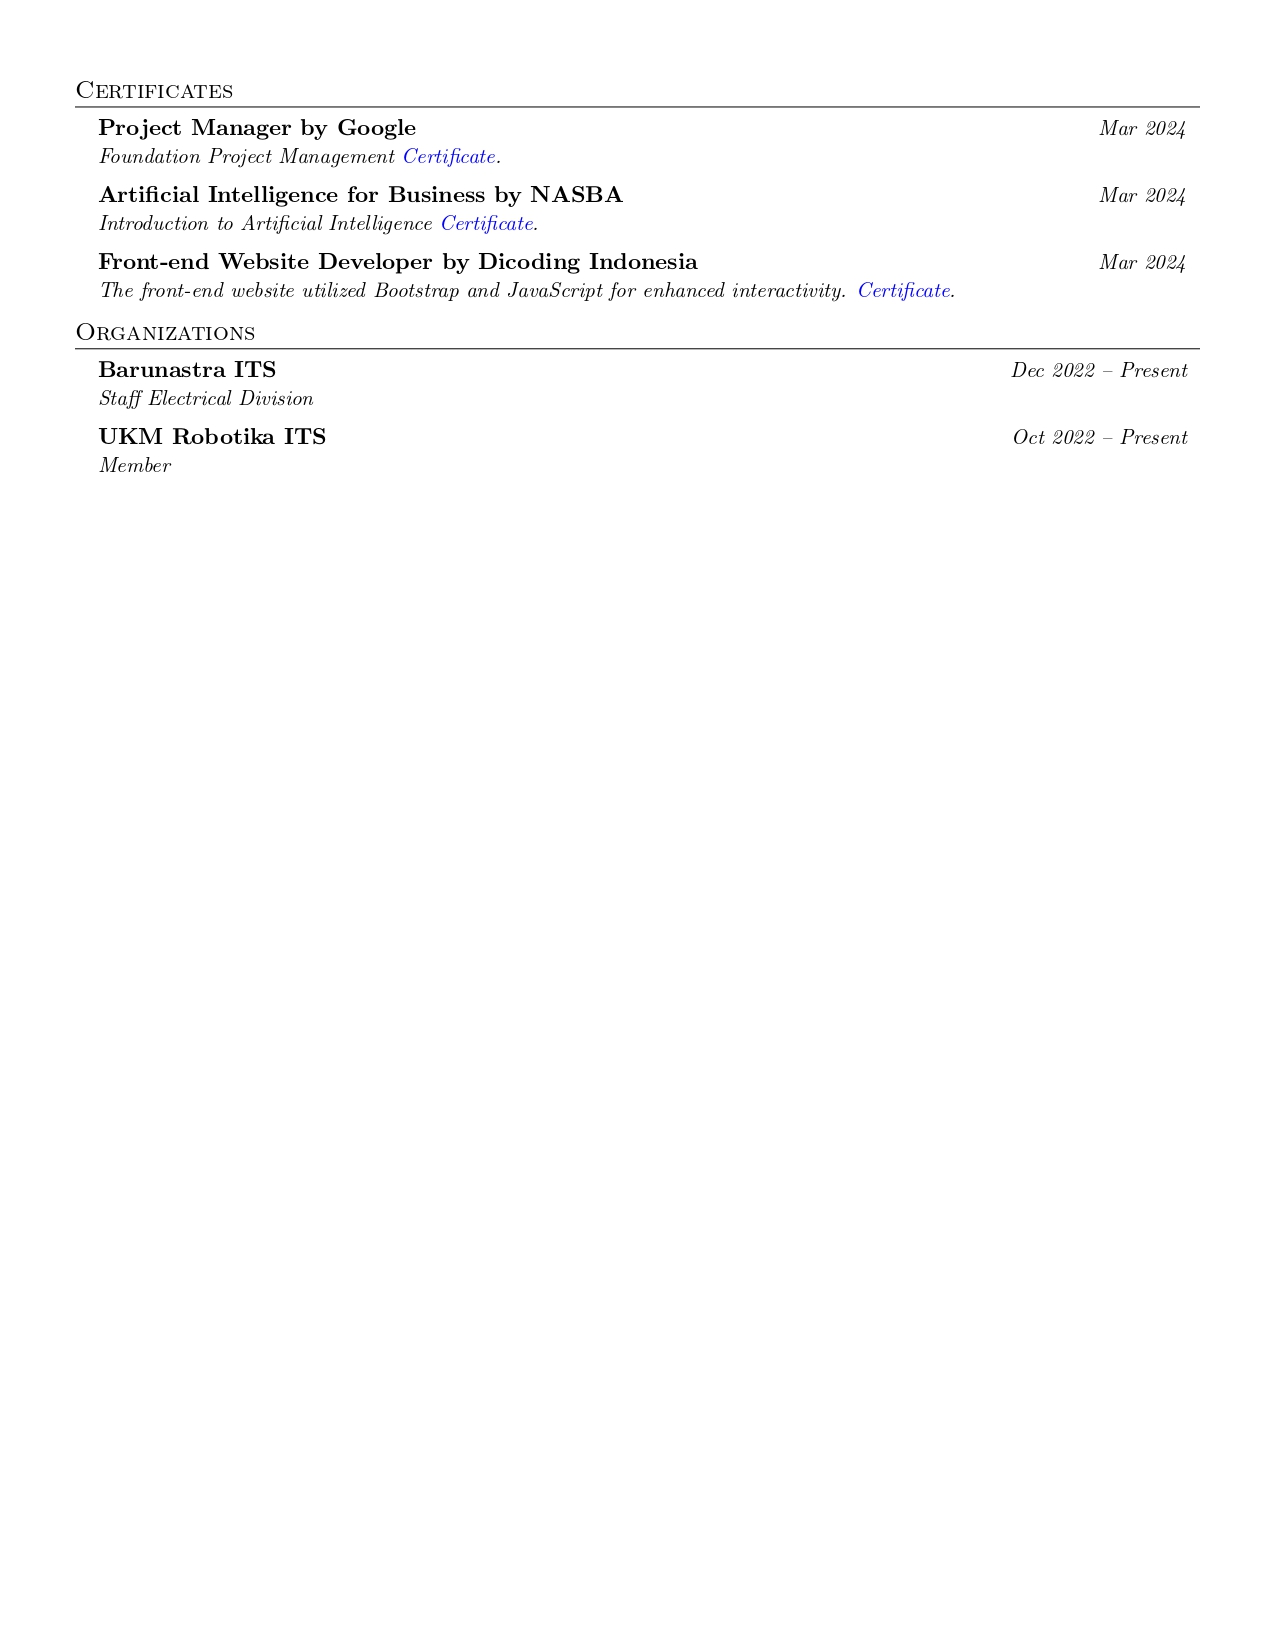 Certificates
Project Manager by Google Mar 2024
Foundation Project Management Certificate.
Artificial Intelligence for Business by NASBA Mar 2024
Introduction to Artificial Intelligence Certificate.
Front-end Website Developer by Dicoding Indonesia Mar 2024
The front-end website utilized Bootstrap and JavaScript for enhanced interactivity. Certificate.
Organizations
Barunastra ITS Dec 2022 – Present
Staff Electrical Division
UKM Robotika ITS Oct 2022 – Present
Member